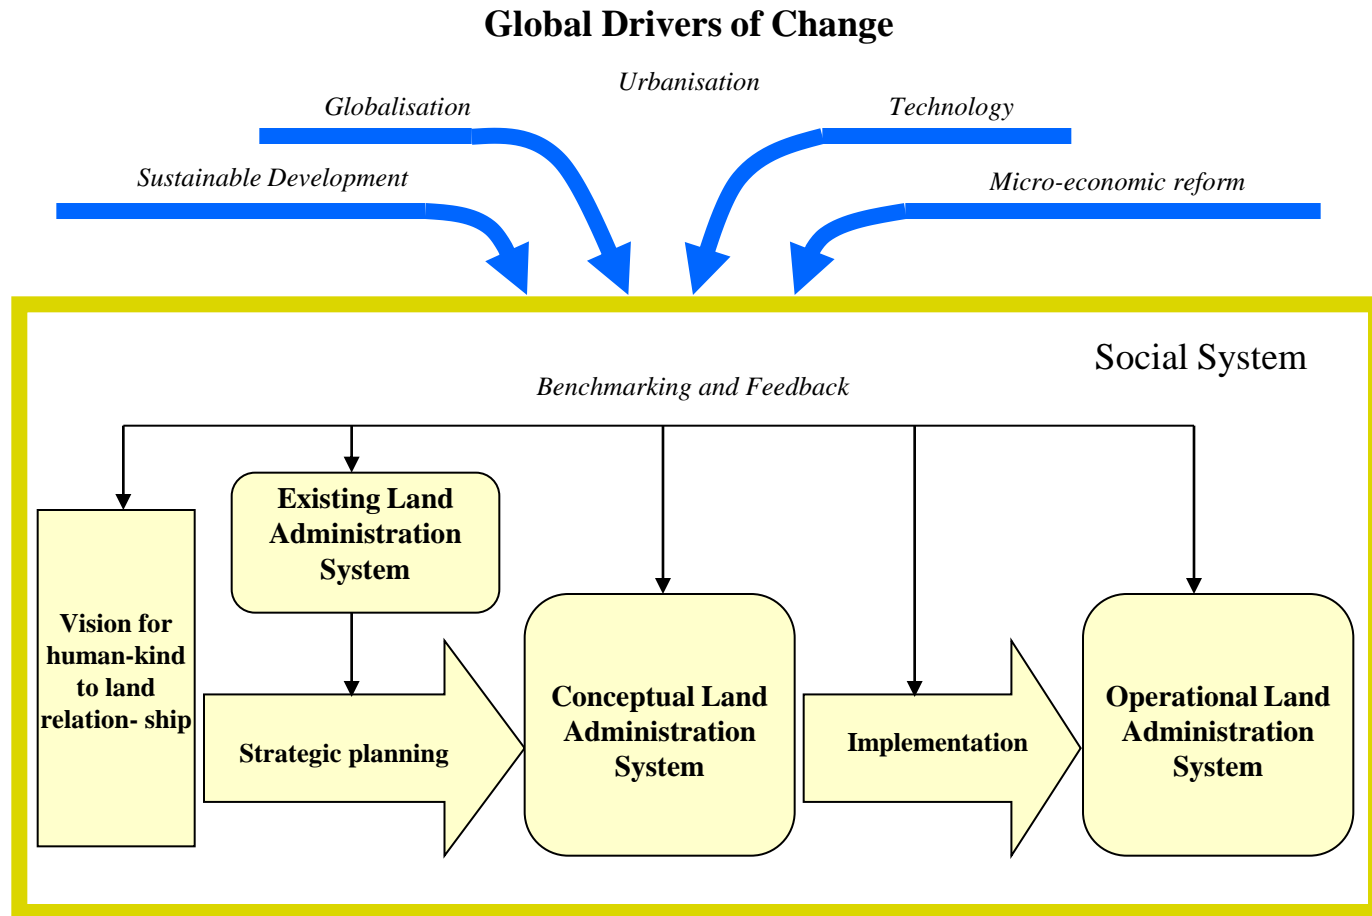 Global Drivers of Change
Urbanisation
Globalisation
Technology
Sustainable Development
Micro-economic reform
Social System
Benchmarking and Feedback
Existing Land
Administration
System
Vision for
human-kind
to land
relation- ship
Strategic planning
Conceptual Land
Administration
System
Implementation
Operational Land
Administration
System